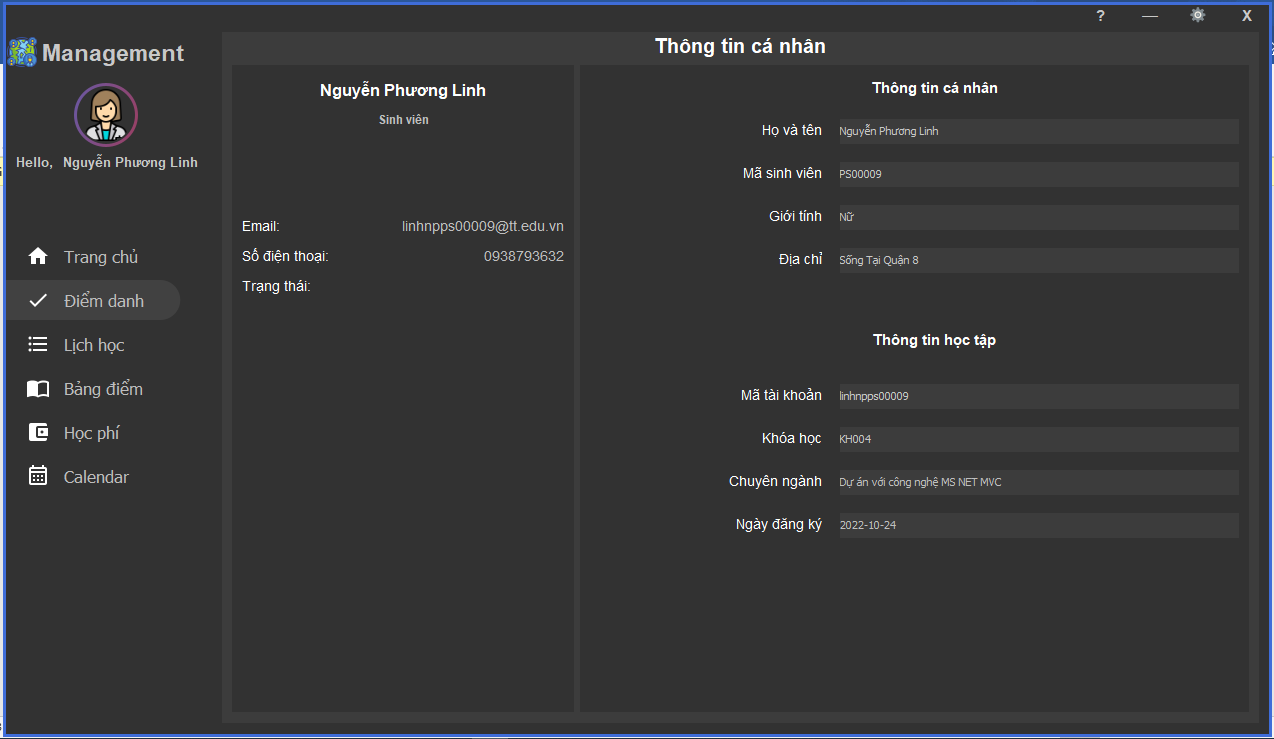 ? — X
Management
Hello, Nguyễn Phương Linh
Trang chủ
Điểm danh
Lịch học
Bảng điểm
Học phí
Calendar
Thông tin cá nhân
Nguyễn Phương Linh
Sinh viên
Email: linhnpps00009@tt.edu.vn
Số điện thoại: 0938793632
Trạng thái:
Thông tin cá nhân
Họ và tên Nguyễn Phương Linh
Mã sinh viên PS00009
Giới tính Nữ
Địa chỉ Sống Tại Quận 8
Thông tin học tập
Mã tài khoản linhnpps00009
Khóa học KH004
Chuyên ngành Dự án với công nghệ MS NET MVC
Ngày đăng ký 2022-10-24